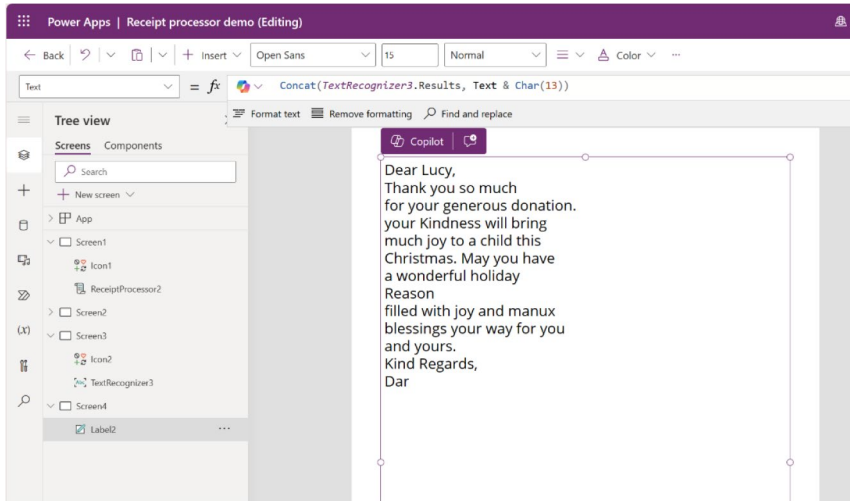 Power Apps | Receipt processor demo (Editing)
Back Insert Open Sans 15 Normal Color ...
Text = fx Concat(TextRecognizer3.Results, Text & Char(13))
Format text Remove formatting Find and replace
Tree view
Screens Components
Search
New screen
App
Screen1
Icon1
ReceiptProcessor2
Screen2
Screen3
Icon2
TextRecognizer3
Screen4
Label2 ...
Copilot
Dear Lucy,
Thank you so much
for your generous donation.
your Kindness will bring
much joy to a child this
Christmas. May you have
a wonderful holiday
Reason
filled with joy and manux
blessings your way for you
and yours.
Kind Regards,
Dar